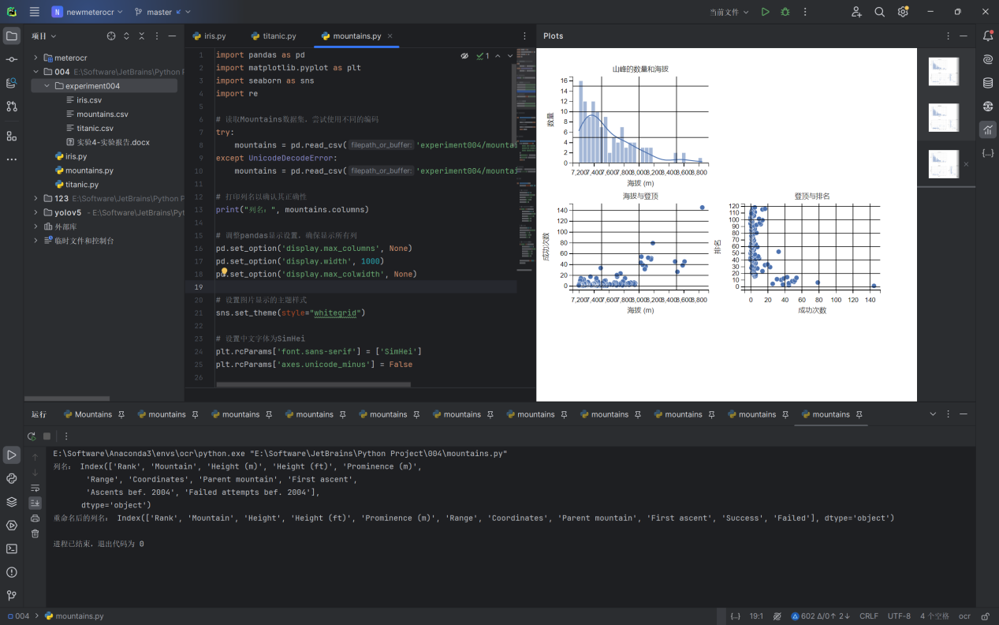 N newmeterocr
master
当前文件
项目
iris.py
titanic.py
mountains.py
Plots
meterocr
004 E:\Software\JetBrains\Python P
experiment004
iris.csv
mountains.csv
titanic.csv
实验4-实验报告.docx
iris.py
mountains.py
titanic.py
123 E:\Software\JetBrains\Python P
yolov5 - E:\Software\JetBrains\Pyt
外部库
临时文件和控制台
1
1 import pandas as pd
2 import matplotlib.pyplot as plt
3 import seaborn as sns
4 import re
5
6 # 读取Mountains数据集，尝试使用不同的编码
7 try:
8 mountains = pd.read_csv( filepath_or_buffer: 'experiment004/mounta
9 except UnicodeDecodeError:
10 mountains = pd.read_csv( filepath_or_buffer: 'experiment004/mounta
11
12 # 打印列名以确认其正确性
13 print("列名：", mountains.columns)
14
15 # 调整pandas显示设置，确保显示所有列
16 pd.set_option('display.max_columns', None)
17 pd.set_option('display.width', 1000)
18 pd.set_option('display.max_colwidth', None)
19
20 # 设置图片显示的主题样式
21 sns.set_theme(style="whitegrid")
22
23 # 设置中文字体为SimHei
24 plt.rcParams['font.sans-serif'] = ['SimHei']
25 plt.rcParams['axes.unicode_minus'] = False
26
山峰的数量和海拔
数量
16
14
12
10
8
6
4
2
0
7,200 7,400 7,600 7,800 8,000 8,200 8,400 8,600 8,800
海拔 (m)
海拔与登顶
成功次数
140
120
100
80
60
40
20
0
7,200 7,400 7,600 7,800 8,000 8,200 8,400 8,600 8,800
海拔 (m)
登顶与排名
排名
120
110
100
90
80
70
60
50
40
30
20
10
0
0 20 40 60 80 100 120 140
成功次数
运行
Mountains
mountains
mountains
mountains
mountains
mountains
mountains
mountains
mountains
mountains
mountains
E:\Software\Anaconda3\envs\ocr\python.exe "E:\Software\JetBrains\Python Project\004\mountains.py"
列名： Index(['Rank', 'Mountain', 'Height (m)', 'Height (ft)', 'Prominence (m)',
'Range', 'Coordinates', 'Parent mountain', 'First ascent',
'Ascents bef. 2004', 'Failed attempts bef. 2004'],
dtype='object')
重命名后的列名： Index(['Rank', 'Mountain', 'Height', 'Height (ft)', 'Prominence (m)', 'Range', 'Coordinates', 'Parent mountain', 'First ascent', 'Success', 'Failed'], dtype='object')
进程已结束，退出代码为 0
004
mountains.py
{..}
19:1
602 Δ/0↑ 2↓
CRLF
UTF-8
4 个空格
ocr